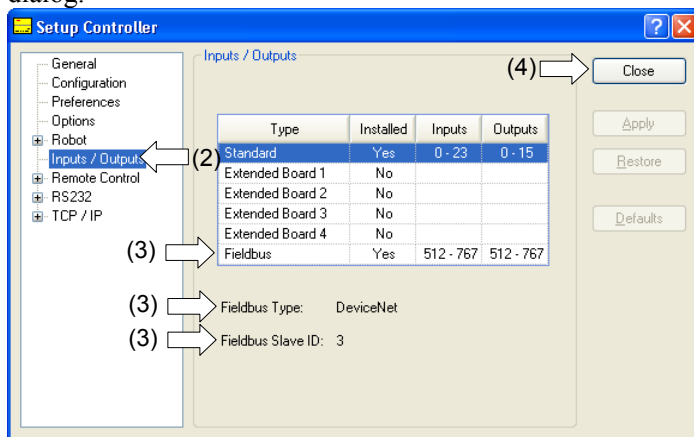 dialog.
Setup Controller
General
Configuration
Preferences
Options
Robot
Inputs / Outputs
Remote Control
RS232
TCP / IP
(2)
Inputs / Outputs
(4)
Close
Apply
Restore
Defaults
Type Installed Inputs Outputs
Standard Yes 0 - 23 0 - 15
Extended Board 1 No
Extended Board 2 No
Extended Board 3 No
Extended Board 4 No
(3) Fieldbus Yes 512 - 767 512 - 767
(3) Fieldbus Type: DeviceNet
(3) Fieldbus Slave ID: 3